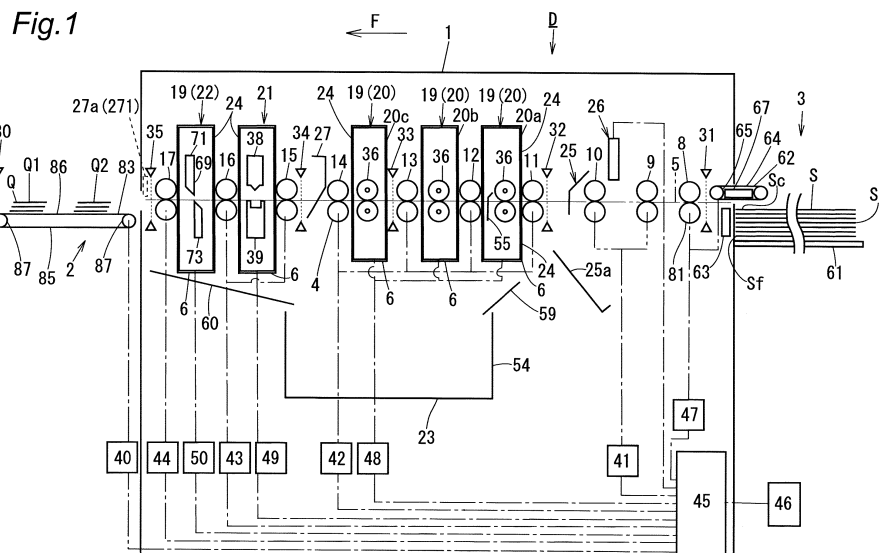 Fig.1
F
D
1
19(22) 21 19(20) 19(20) 19(20) 26 67 3
27a(271) 24 24 20c 20b 20a 24 65 64
30 35 17 71 16 38 15 34 27 14 33 13 12 11 32 25 10 9 5 8 31 62
Q Q1 86 Q2 83 69 36 36 36 Sc S
S
87 85 2 87 73 39 4 55 81 63 Sf 61
6 60 6 6 6 24 6 25a
59
54
23
47
40 44 50 43 49 42 48 41 45 46